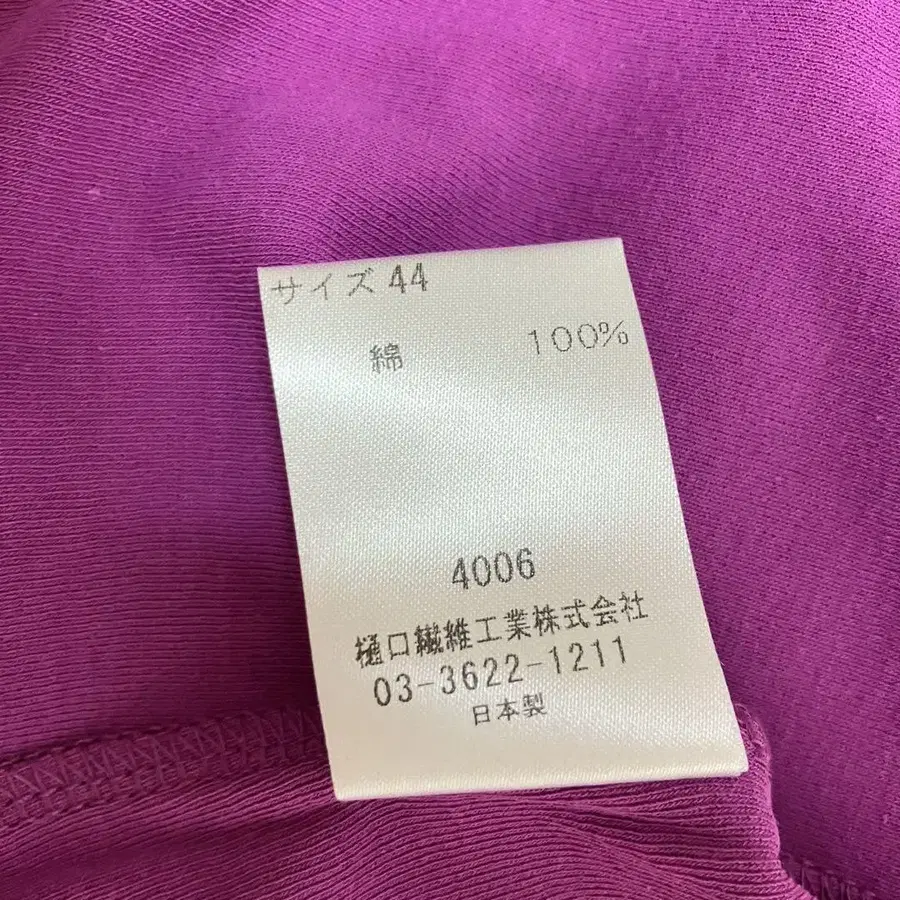 サイズ 44
綿 100%
4006
樋口繊維工業株式会社
03-3622-1211
日本製